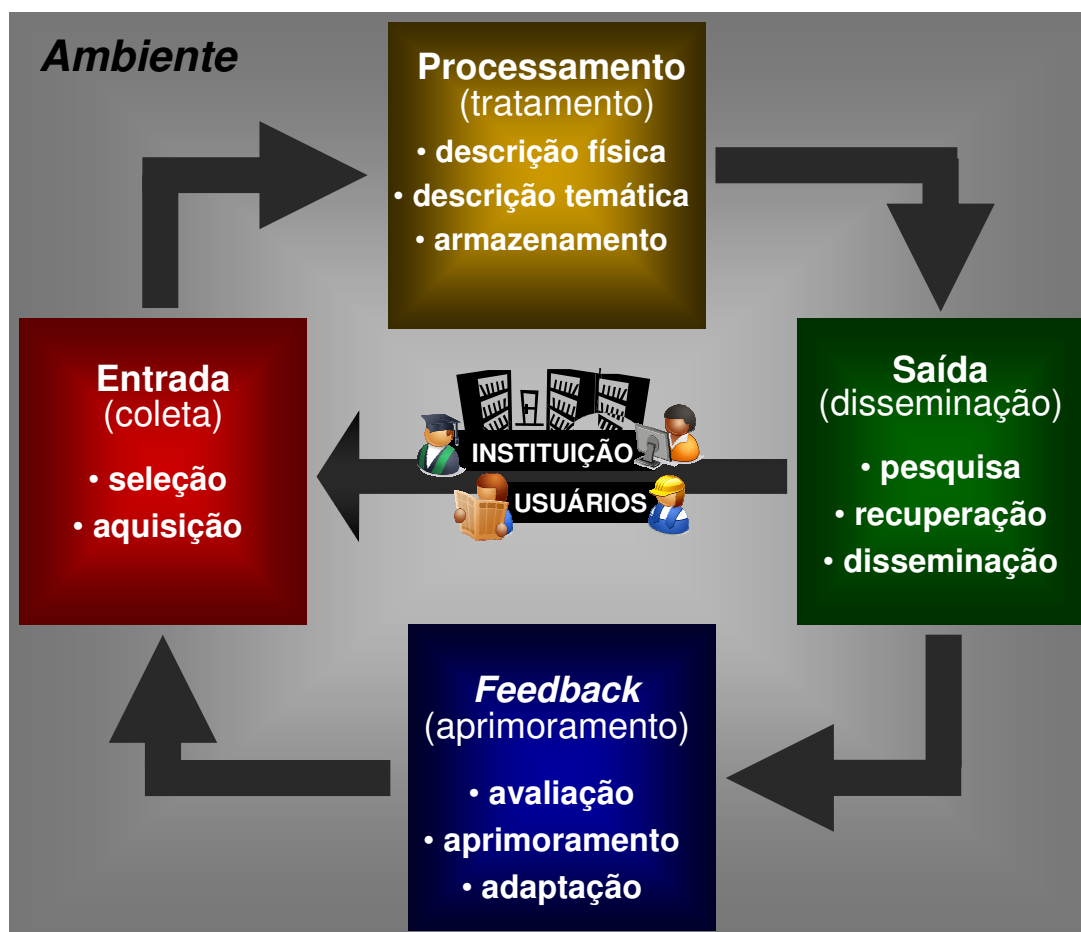 Ambiente
Processamento
(tratamento)
• descrição física
• descrição temática
• armazenamento
Entrada
(coleta)
• seleção
• aquisição
INSTITUIÇÃO
USUÁRIOS
Saída
(disseminação)
• pesquisa
• recuperação
• disseminação
Feedback
(aprimoramento)
• avaliação
• aprimoramento
• adaptação